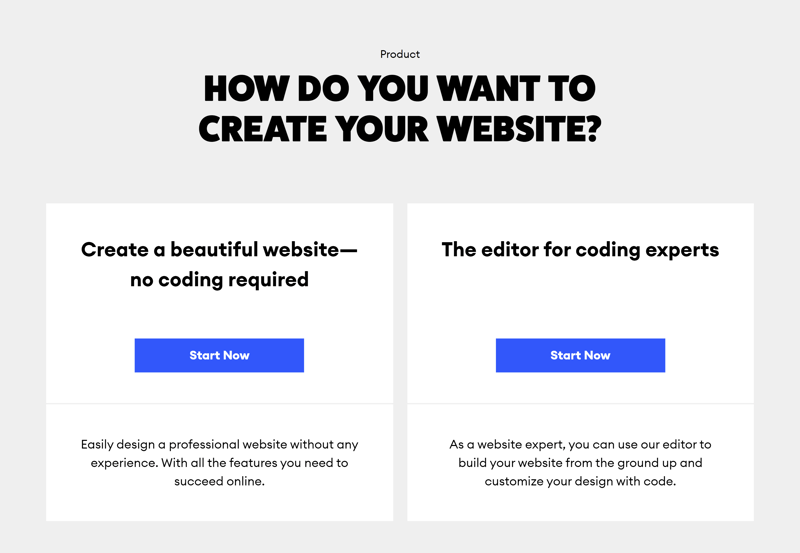 Product
HOW DO YOU WANT TO
CREATE YOUR WEBSITE?
Create a beautiful website—
no coding required
Start Now
Easily design a professional website without any
experience. With all the features you need to
succeed online.
The editor for coding experts
Start Now
As a website expert, you can use our editor to
build your website from the ground up and
customize your design with code.